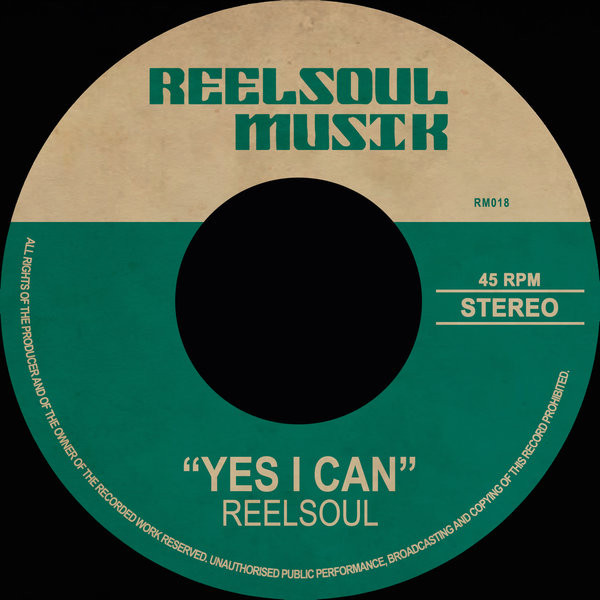 REELSOUL
MUSIK
RM018
45 RPM
STEREO
"YES I CAN"
REELSOUL
ALL RIGHTS OF THE PRODUCER AND OF THE OWNER OF THE RECORDED WORK RESERVED. UNAUTHORISED PUBLIC PERFORMANCE, BROADCASTING AND COPYING OF THIS RECORD PROHIBITED.